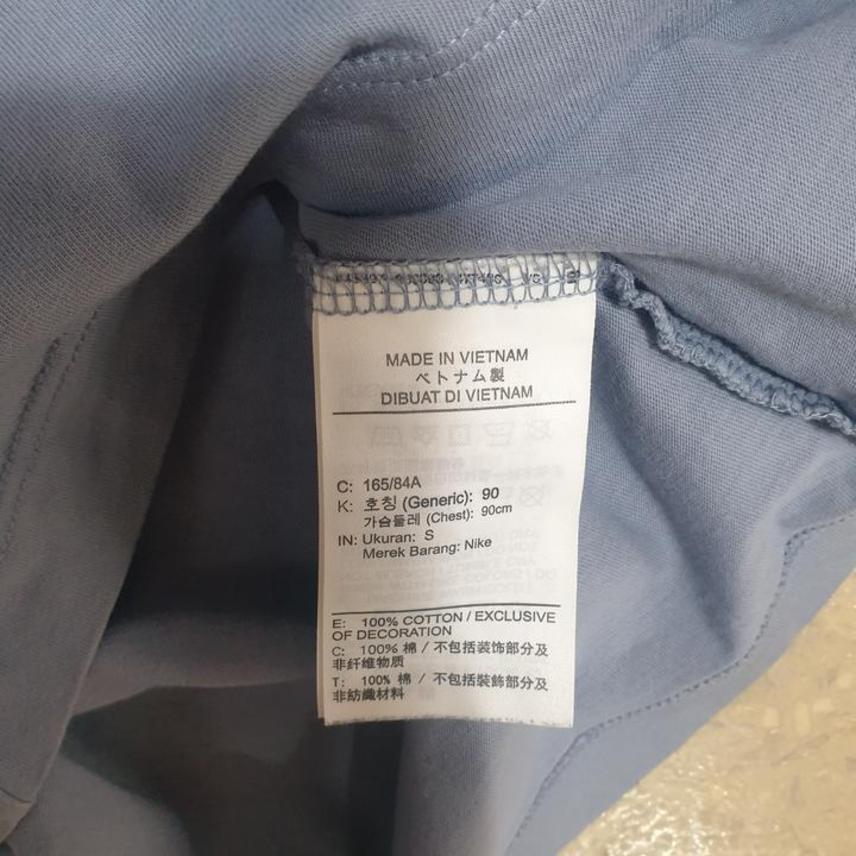 MADE IN VIETNAM
ベトナム製
DIBUAT DI VIETNAM
C: 165/84A
K: 호칭 (Generic): 90
가슴둘레 (Chest): 90cm
IN: Ukuran: S
Merek Barang: Nike
E: 100% COTTON / EXCLUSIVE
OF DECORATION
C: 100% 棉 / 不包括装饰部分及
非纤维物质
T: 100% 棉 / 不包括裝飾部分及
非紡織材料